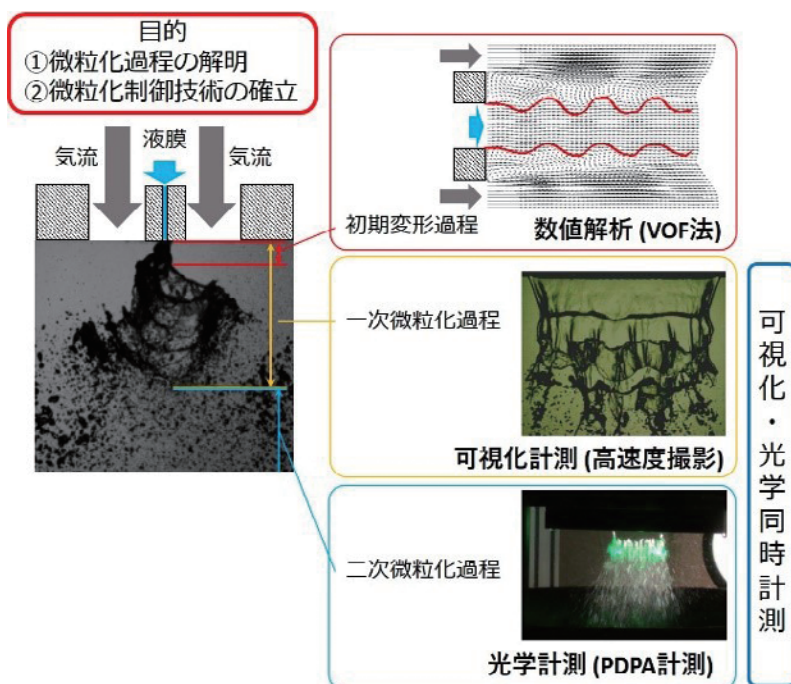 目的
①微粒化過程の解明
②微粒化制御技術の確立
気流
液膜
気流
初期変形過程
数値解析 (VOF法)
一次微粒化過程
可視化計測 (高速度撮影)
二次微粒化過程
光学計測 (PDPA計測)
可視化・光学同時計測